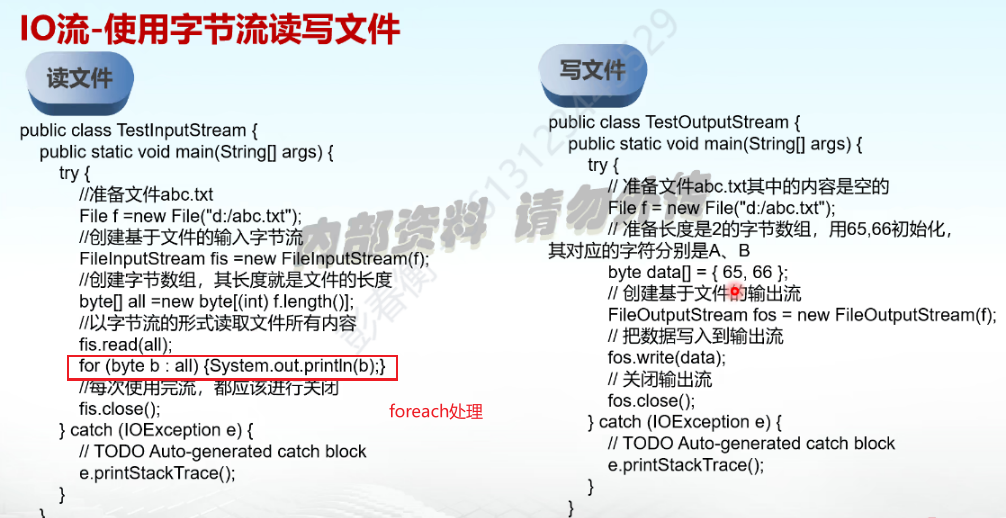 IO流-使用字节流读写文件
读文件
public class TestInputStream {
public static void main(String[] args) {
try {
//准备文件abc.txt
File f =new File("d:/abc.txt");
//创建基于文件的输入字节流
FileInputStream fis =new FileInputStream(f);
//创建字节数组，其长度就是文件的长度
byte[] all =new byte[(int) f.length()];
//以字节流的形式读取文件所有内容
fis.read(all);
for (byte b : all) {System.out.println(b);}
//每次使用完流，都应该进行关闭
fis.close();
foreach处理
} catch (IOException e) {
// TODO Auto-generated catch block
e.printStackTrace();
}
}
写文件
public class TestOutputStream {
public static void main(String[] args) {
try {
// 准备文件abc.txt其中的内容是空的
File f = new File("d:/abc.txt");
// 准备长度是2的字节数组，用65,66初始化，
其对应的字符分别是A、B
byte data[] = { 65, 66 };
// 创建基于文件的输出流
FileOutputStream fos = new FileOutputStream(f);
// 把数据写入到输出流
fos.write(data);
// 关闭输出流
fos.close();
} catch (IOException e) {
// TODO Auto-generated catch block
e.printStackTrace();
}
}
内部资料 请勿外传